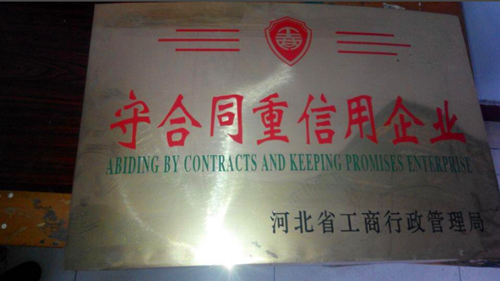 守合同重信用企业
ABIDING BY CONTRACTS AND KEEPING PROMISES ENTERPRISE
河北省工商行政管理局